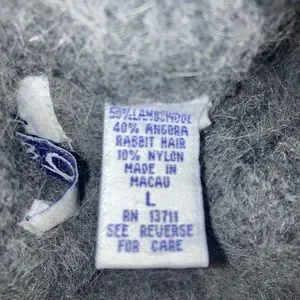 50% LAMBSWOOL
40% ANGORA
RABBIT HAIR
10% NYLON
MADE IN
MACAU
L
RN 13711
SEE REVERSE
FOR CARE